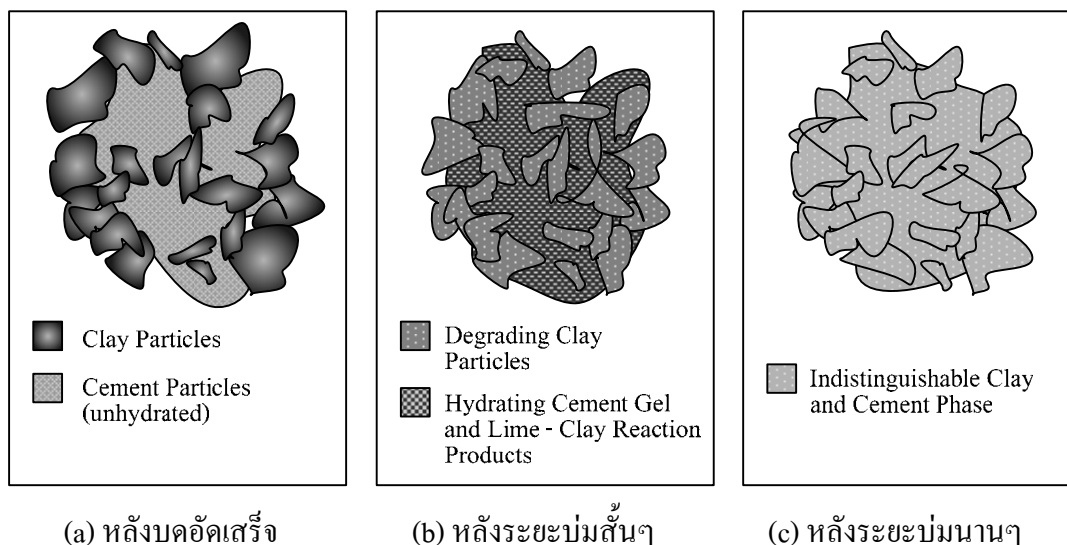 Clay Particles
Cement Particles
(unhydrated)
Degrading Clay
Particles
Hydrating Cement Gel
and Lime - Clay Reaction
Products
Indistinguishable Clay
and Cement Phase
(a) หลังบดอัดเสร็จ
(b) หลังระยะบ่มสั้นๆ
(c) หลังระยะบ่มนานๆ